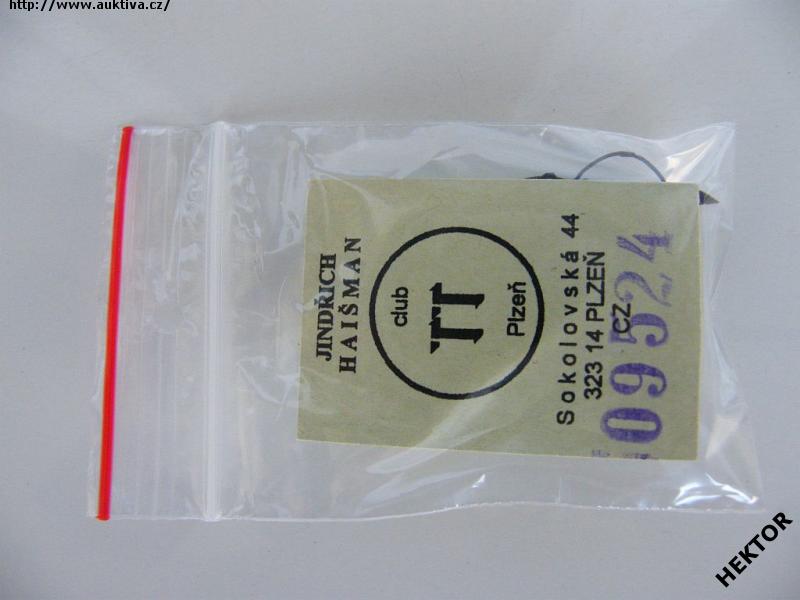 http://www.auktiva.cz/
JINDŘICH
HAIŠMAN
club
TT
Plzeň
Sokolovská 44
323 14 PLZEŇ
CZ
09524
HEKTOR